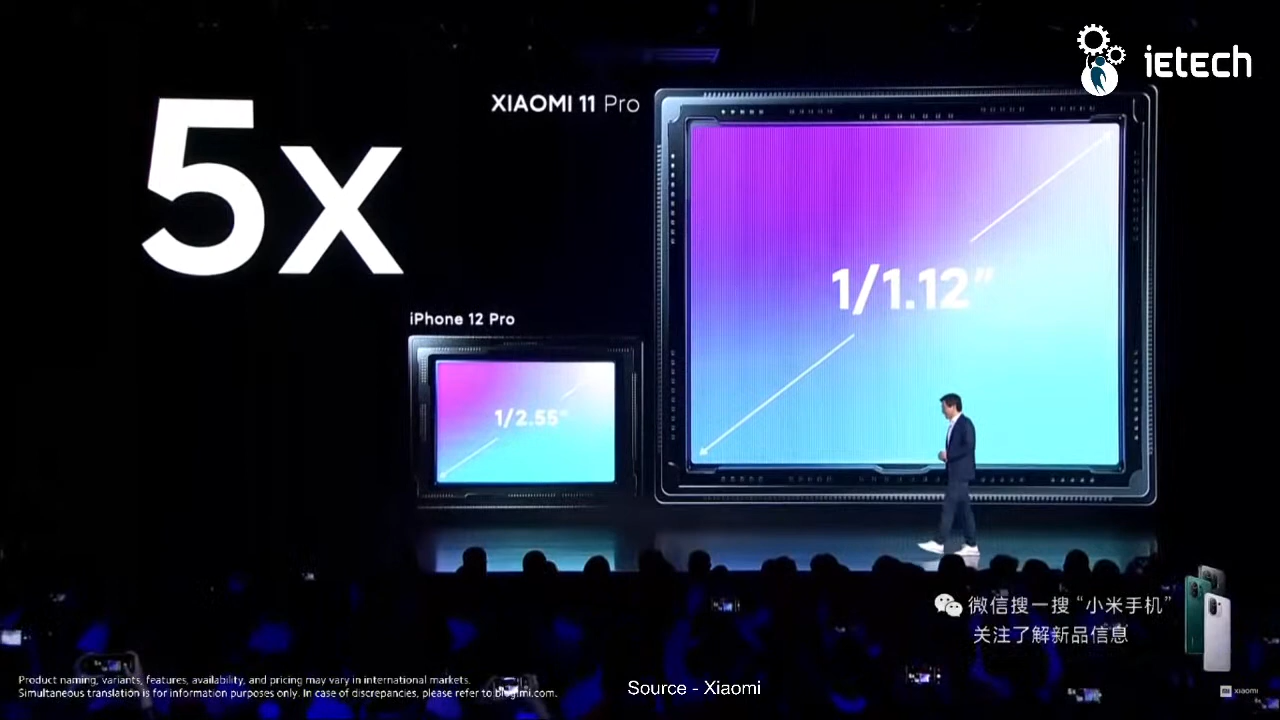 ietech
5x
XIAOMI 11 Pro
1/1.12"
iPhone 12 Pro
1/2.55"
微信搜一搜 “小米手机”
关注了解新品信息
Product naming, variants, features, availability, and pricing may vary in international markets.
Simultaneous translation is for information purposes only. In case of discrepancies, please refer to blog.mi.com.
Source - Xiaomi
mi xiaomi